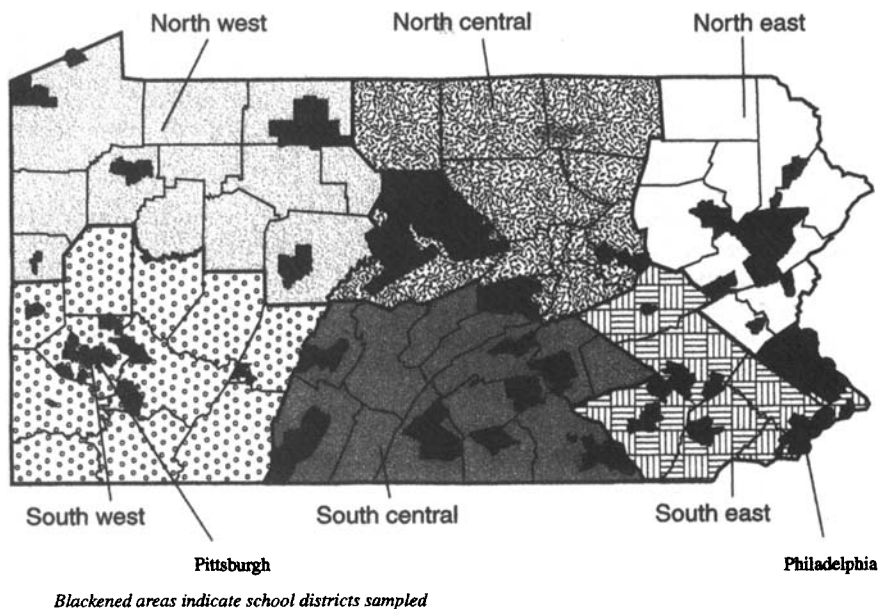 North west
North central
North east
South west
South central
South east
Pittsburgh
Philadelphia
Blackened areas indicate school districts sampled